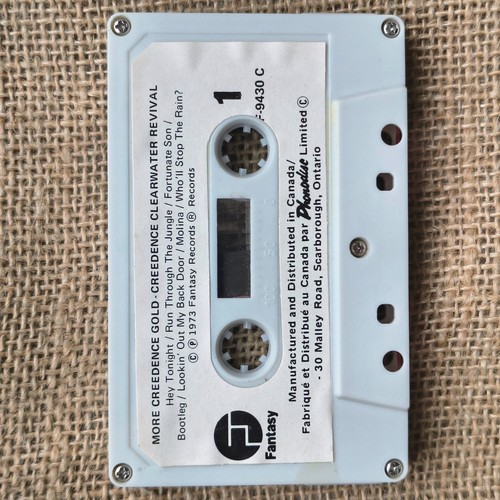 MORE CREEDENCE GOLD · CREEDENCE CLEARWATER REVIVAL
Hey Tonight / Run Through The Jungle / Fortunate Son /
Bootleg / Lookin' Out My Back Door / Molina / Who'll Stop The Rain?
© ℗ 1973 Fantasy Records ® Records
1
F-9430 C
Fantasy
Manufactured and Distributed in Canada/
Fabriqué et Distribué au Canada par Phonodisc Limited ©
- 30 Malley Road, Scarborough, Ontario